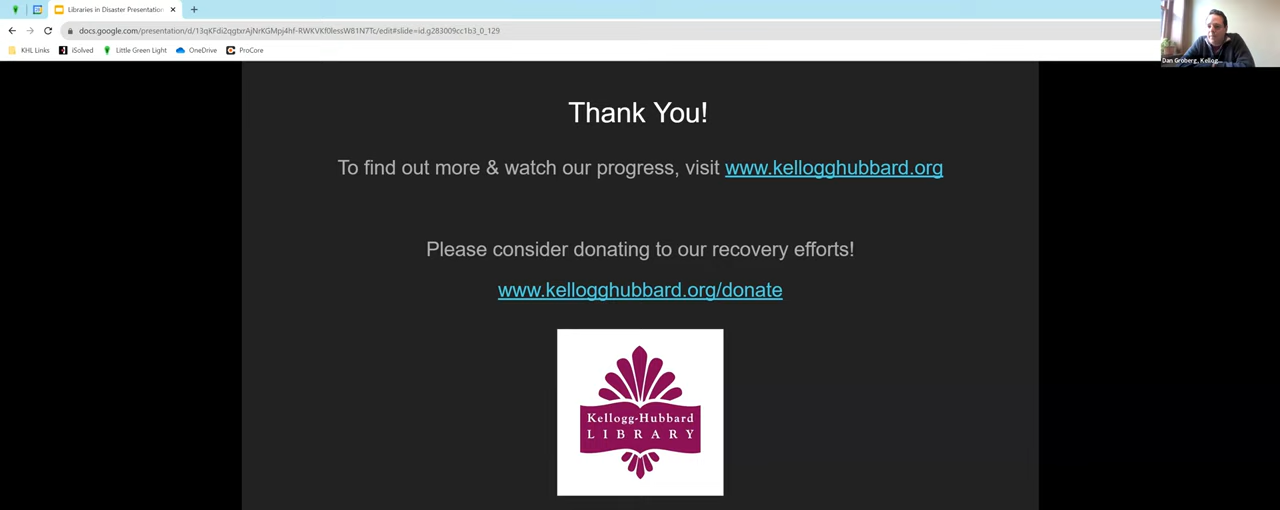 Libraries in Disaster Presentation
docs.google.com/presentation/d/13qKFdi2qgtxrAjNrKGMpj4hf-RWKVKf0lessW81N7Tc/edit#slide=id.g283009cc1b3_0_129
KHL Links
iSolved
Little Green Light
OneDrive
ProCore
Dan Groberg, Kellog...
Thank You!
To find out more & watch our progress, visit www.kellogghubbard.org
Please consider donating to our recovery efforts!
www.kellogghubbard.org/donate
Kellogg-Hubbard
LIBRARY